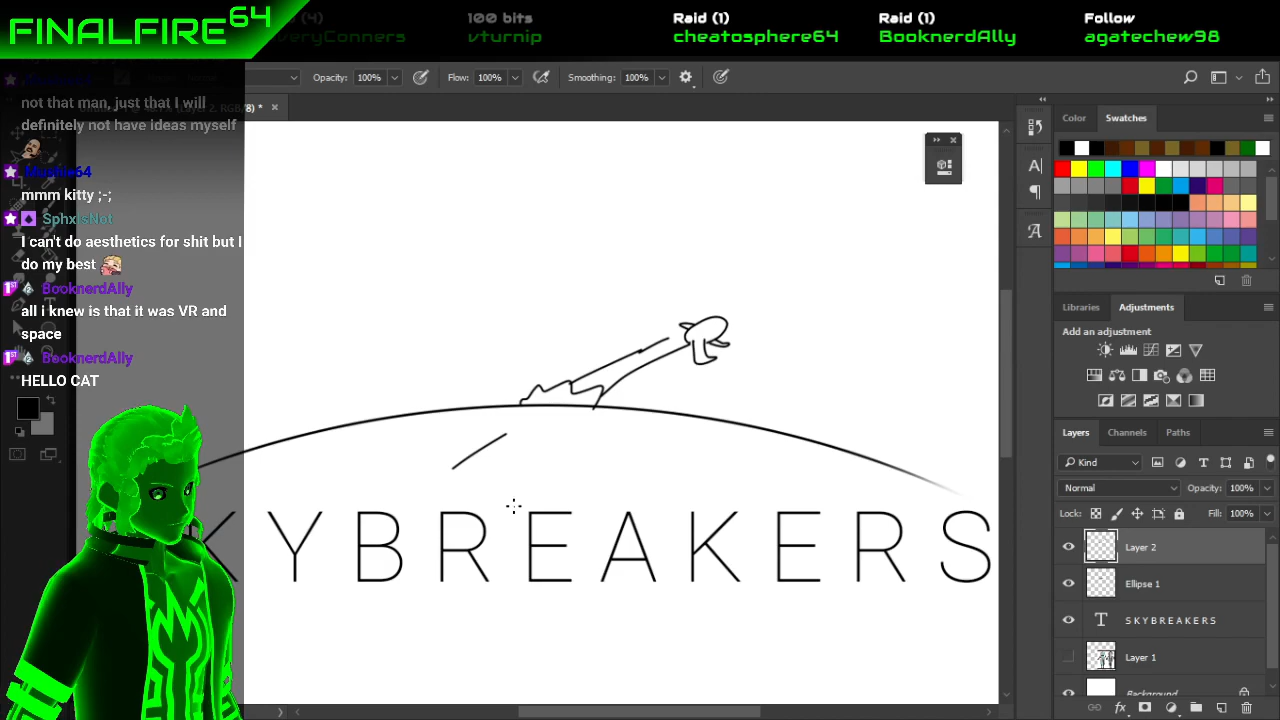 FINALFIRE64
(4)
veryConners
100 bits
vturnip
Raid (1)
cheatosphere64
Raid (1)
BooknerdAlly
Follow
agatechew98
Opacity: 100%
Flow: 100%
Smoothing: 100%
not that man, just that I will
definitely not have ideas myself
Mushie64
mmm kitty ;-;
SphxIsNot
I can't do aesthetics for shit but I
do my best
BooknerdAlly
all i knew is that it was VR and
space
BooknerdAlly
HELLO CAT
KYBREAKERS
Color
Swatches
Libraries
Adjustments
Add an adjustment
Layers
Channels
Paths
Kind
Normal
Opacity: 100%
Lock:
Fill: 100%
Layer 2
Ellipse 1
T SKYBREAKERS
Layer 1
Background